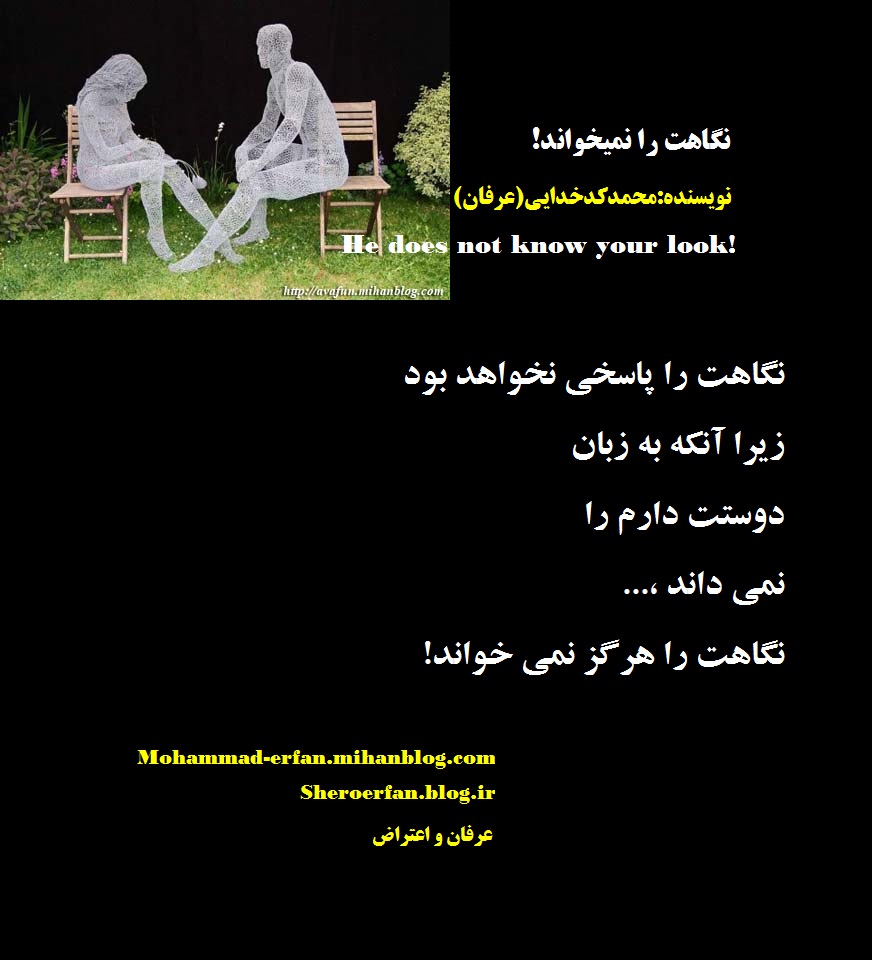 نگاهت را نمیخواند!
نویسنده:محمدکدخدایی(عرفان)
He does not know your look!
http://avafun.mihanblog.com
نگاهت را پاسخی نخواهد بود
زیرا آنکه به زبان
دوستت دارم را
نمی داند ،...
نگاهت را هرگز نمی خواند!
Mohammad-erfan.mihanblog.com
Sheroerfan.blog.ir
عرفان و اعتراض